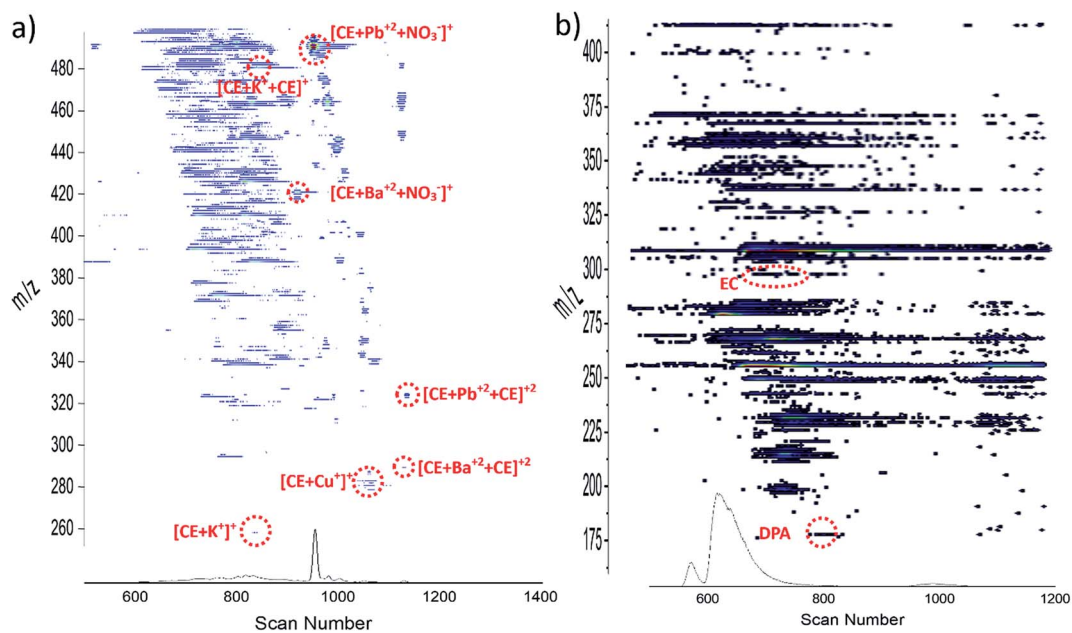 a)
[CE+Pb⁺²+NO₃⁻]⁺
[CE+K⁺+CE]⁺
[CE+Ba⁺²+NO₃⁻]⁺
[CE+Pb⁺²+CE]⁺²
[CE+Ba⁺²+CE]⁺²
[CE+Cu⁺]⁺
[CE+K⁺]⁺
480
460
440
420
400
380
360
340
320
300
280
260
m/z
600 800 1000 1200 1400
Scan Number
b)
EC
DPA
400
375
350
325
300
275
250
225
200
175
m/z
600 800 1000 1200
Scan Number